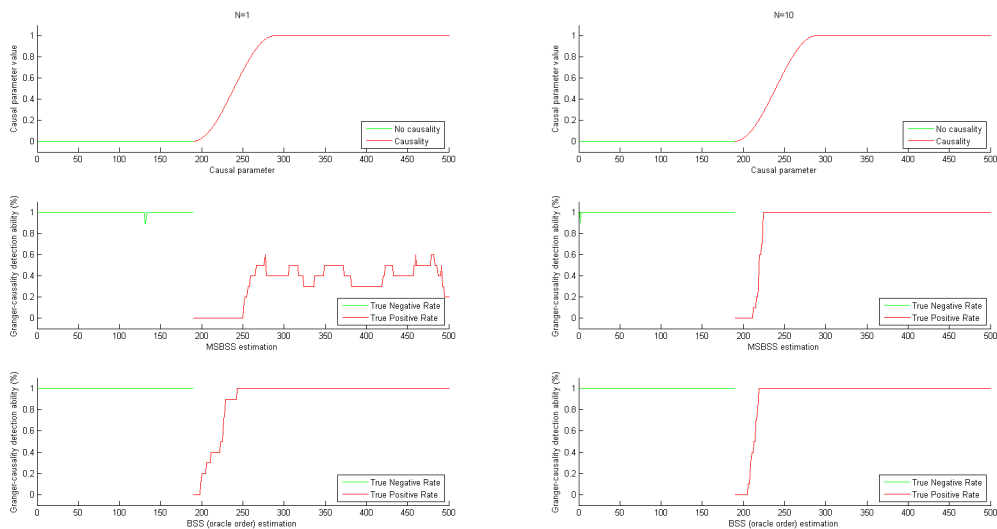 N=1
Causal parameter value
1
0.8
0.6
0.4
0.2
0
No causality
Causality
0 50 100 150 200 250 300 350 400 450 500
Causal parameter
N=10
Causal parameter value
1
0.8
0.6
0.4
0.2
0
No causality
Causality
0 50 100 150 200 250 300 350 400 450 500
Causal parameter
Granger-causality detection ability (%)
1
0.8
0.6
0.4
0.2
0
True Negative Rate
True Positive Rate
0 50 100 150 200 250 300 350 400 450 500
MSBSS estimation
Granger-causality detection ability (%)
1
0.8
0.6
0.4
0.2
0
True Negative Rate
True Positive Rate
0 50 100 150 200 250 300 350 400 450 500
MSBSS estimation
Granger-causality detection ability (%)
1
0.8
0.6
0.4
0.2
0
True Negative Rate
True Positive Rate
0 50 100 150 200 250 300 350 400 450 500
BSS (oracle order) estimation
Granger-causality detection ability (%)
1
0.8
0.6
0.4
0.2
0
True Negative Rate
True Positive Rate
0 50 100 150 200 250 300 350 400 450 500
BSS (oracle order) estimation